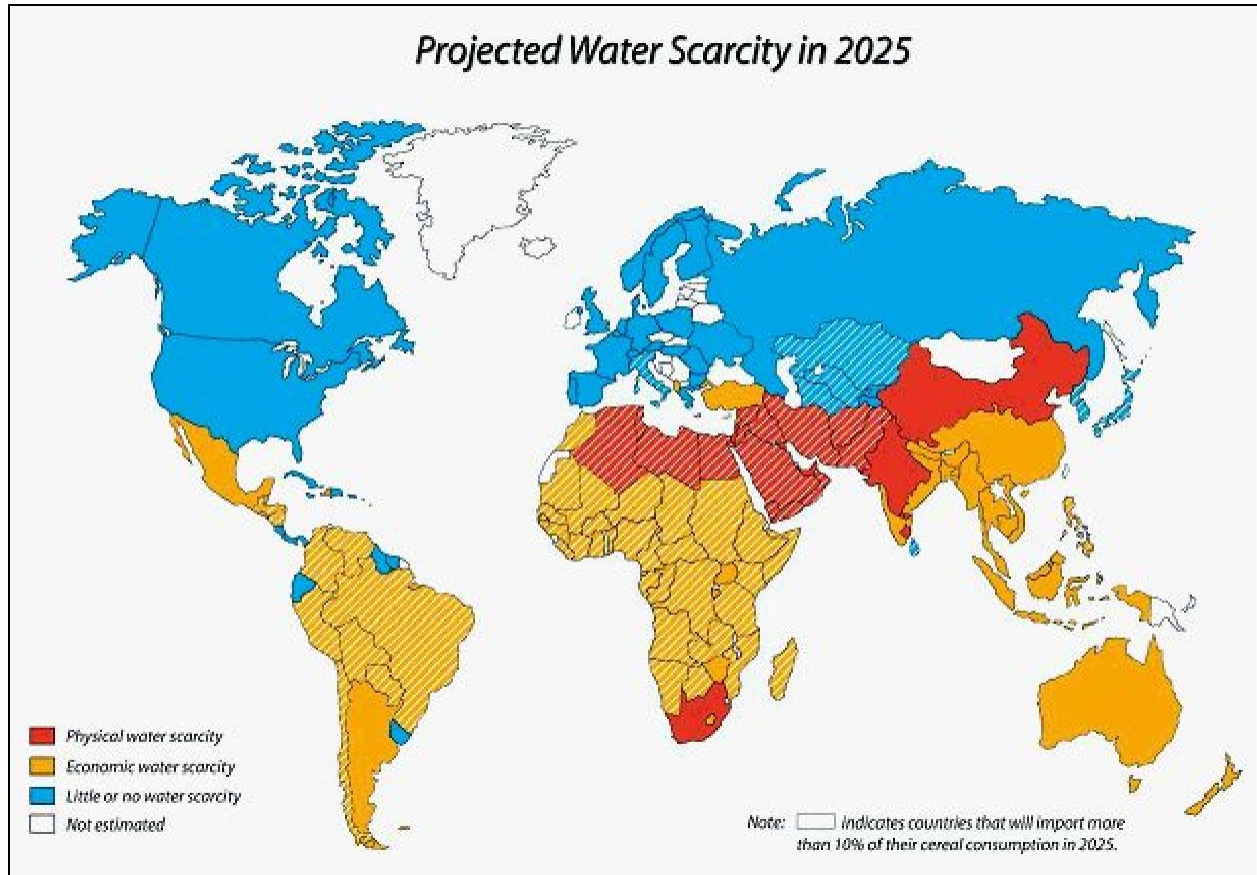 Projected Water Scarcity in 2025
Physical water scarcity
Economic water scarcity
Little or no water scarcity
Not estimated
Note: indicates countries that will import more
than 10% of their cereal consumption in 2025.